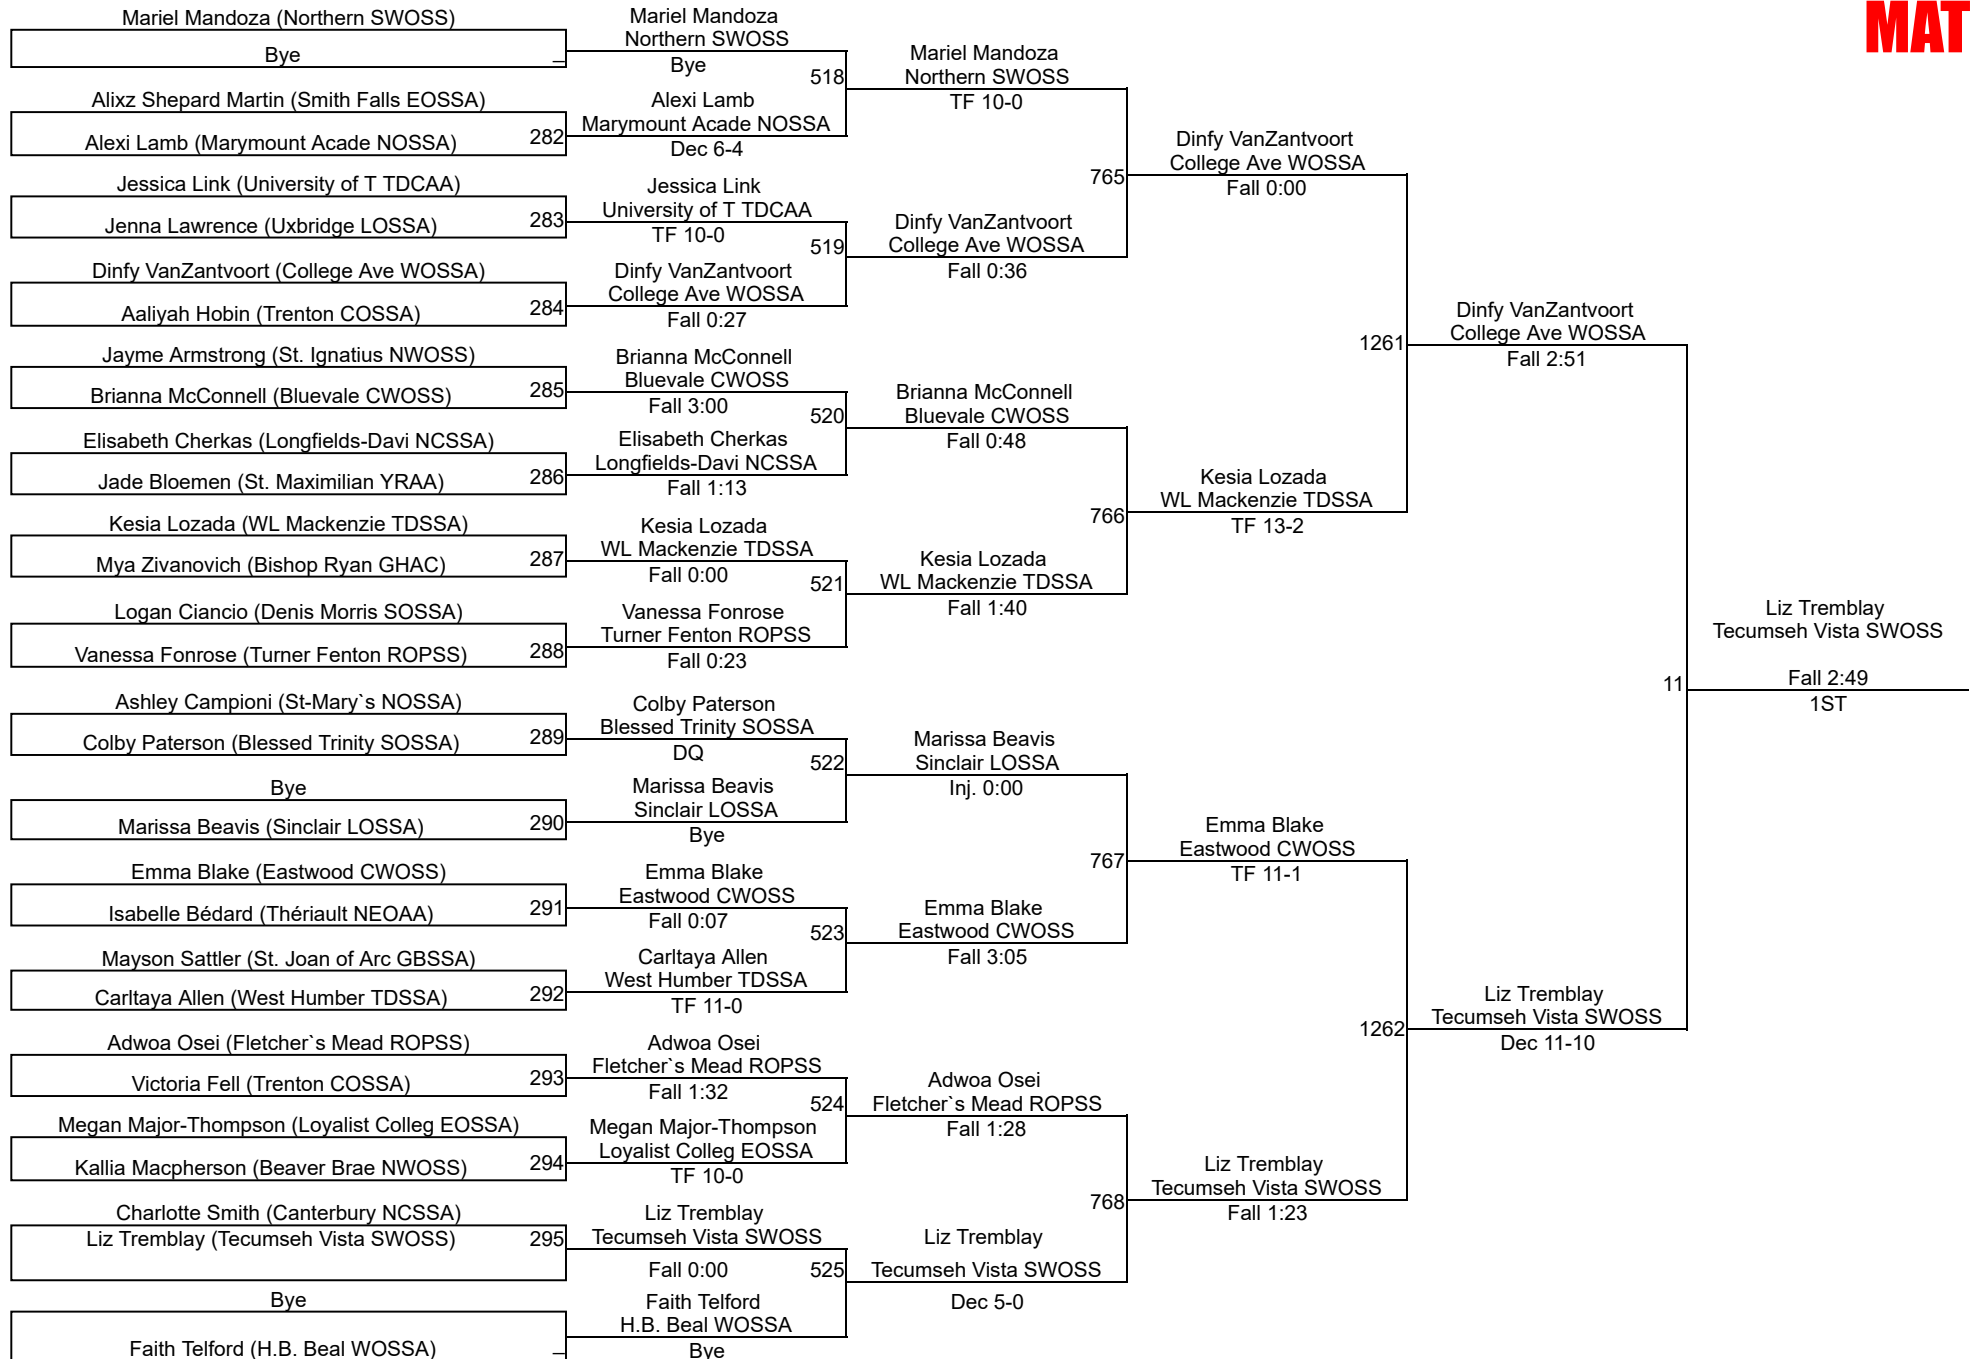 MAT
Mariel Mandoza (Northern SWOSS)
Bye
Alixz Shepard Martin (Smith Falls EOSSA)
Alexi Lamb (Marymount Acade NOSSA)
282
Jessica Link (University of T TDCAA)
Jenna Lawrence (Uxbridge LOSSA)
283
Dinfy VanZantvoort (College Ave WOSSA)
Aaliyah Hobin (Trenton COSSA)
284
Jayme Armstrong (St. Ignatius NWOSS)
Brianna McConnell (Bluevale CWOSS)
285
Elisabeth Cherkas (Longfields-Davi NCSSA)
Jade Bloemen (St. Maximilian YRAA)
286
Kesia Lozada (WL Mackenzie TDSSA)
Mya Zivanovich (Bishop Ryan GHAC)
287
Logan Ciancio (Denis Morris SOSSA)
Vanessa Fonrose (Turner Fenton ROPSS)
288
Ashley Campioni (St-Mary`s NOSSA)
Colby Paterson (Blessed Trinity SOSSA)
289
Bye
Marissa Beavis (Sinclair LOSSA)
290
Emma Blake (Eastwood CWOSS)
Isabelle Bédard (Thériault NEOAA)
291
Mayson Sattler (St. Joan of Arc GBSSA)
Carltaya Allen (West Humber TDSSA)
292
Adwoa Osei (Fletcher`s Mead ROPSS)
Victoria Fell (Trenton COSSA)
293
Megan Major-Thompson (Loyalist Colleg EOSSA)
Kallia Macpherson (Beaver Brae NWOSS)
294
Charlotte Smith (Canterbury NCSSA)
Liz Tremblay (Tecumseh Vista SWOSS)
295
Bye
Faith Telford (H.B. Beal WOSSA)
Mariel Mandoza
Northern SWOSS
Bye
518
Alexi Lamb
Marymount Acade NOSSA
Dec 6-4
Jessica Link
University of T TDCAA
TF 10-0
519
Dinfy VanZantvoort
College Ave WOSSA
Fall 0:27
Brianna McConnell
Bluevale CWOSS
Fall 3:00
520
Elisabeth Cherkas
Longfields-Davi NCSSA
Fall 1:13
Kesia Lozada
WL Mackenzie TDSSA
Fall 0:00
521
Vanessa Fonrose
Turner Fenton ROPSS
Fall 0:23
Colby Paterson
Blessed Trinity SOSSA
DQ
522
Marissa Beavis
Sinclair LOSSA
Bye
Emma Blake
Eastwood CWOSS
Fall 0:07
523
Carltaya Allen
West Humber TDSSA
TF 11-0
Adwoa Osei
Fletcher`s Mead ROPSS
Fall 1:32
524
Megan Major-Thompson
Loyalist Colleg EOSSA
TF 10-0
Liz Tremblay
Tecumseh Vista SWOSS
Fall 0:00
525
Faith Telford
H.B. Beal WOSSA
Bye
Mariel Mandoza
Northern SWOSS
TF 10-0
765
Dinfy VanZantvoort
College Ave WOSSA
Fall 0:36
Brianna McConnell
Bluevale CWOSS
Fall 0:48
766
Kesia Lozada
WL Mackenzie TDSSA
Fall 1:40
Marissa Beavis
Sinclair LOSSA
Inj. 0:00
767
Emma Blake
Eastwood CWOSS
Fall 3:05
Adwoa Osei
Fletcher`s Mead ROPSS
Fall 1:28
768
Liz Tremblay
Tecumseh Vista SWOSS
Dec 5-0
Dinfy VanZantvoort
College Ave WOSSA
Fall 0:00
1261
Kesia Lozada
WL Mackenzie TDSSA
TF 13-2
Emma Blake
Eastwood CWOSS
TF 11-1
1262
Liz Tremblay
Tecumseh Vista SWOSS
Fall 1:23
Dinfy VanZantvoort
College Ave WOSSA
Fall 2:51
11
Liz Tremblay
Tecumseh Vista SWOSS
Dec 11-10
Liz Tremblay
Tecumseh Vista SWOSS
Fall 2:49
1ST